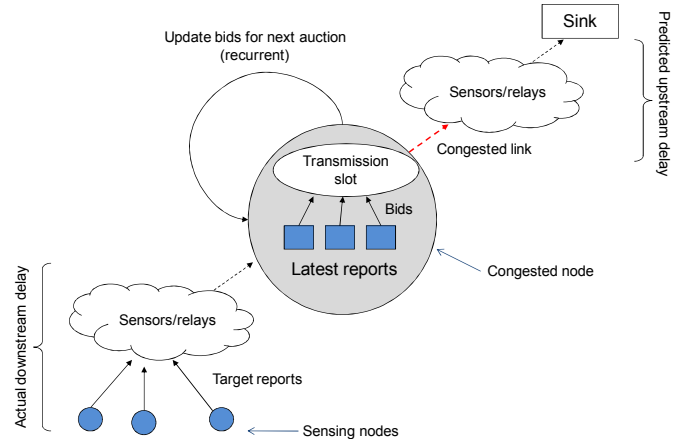 Update bids for next auction
(recurrent)
Sink
Predicted upstream delay
Sensors/relays
Congested link
Transmission
slot
Bids
Latest reports
Congested node
Actual downstream delay
Sensors/relays
Target reports
Sensing nodes